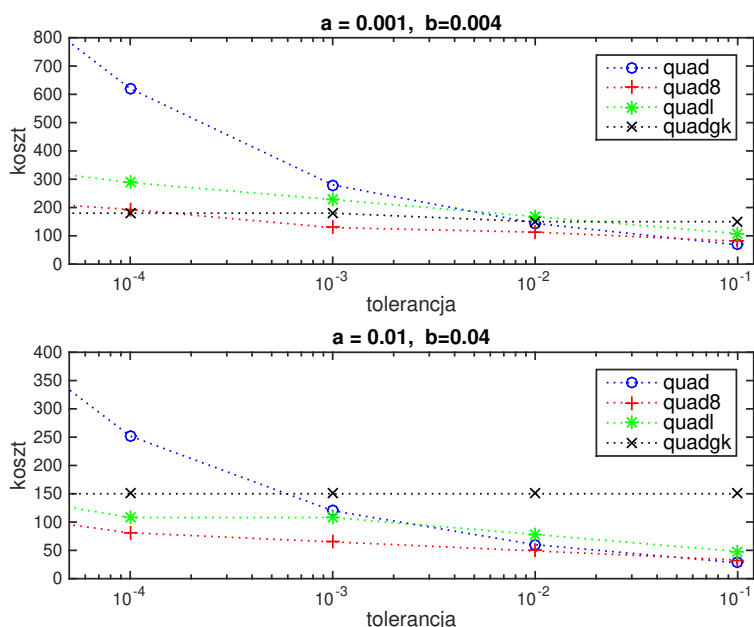 a = 0.001, b=0.004
800
700
600
500
400
300
200
100
0
koszt
quad
quad8
quadl
quadgk
10-4
10-3
10-2
10-1
tolerancja
a = 0.01, b=0.04
400
350
300
250
200
150
100
50
0
koszt
quad
quad8
quadl
quadgk
10-4
10-3
10-2
10-1
tolerancja